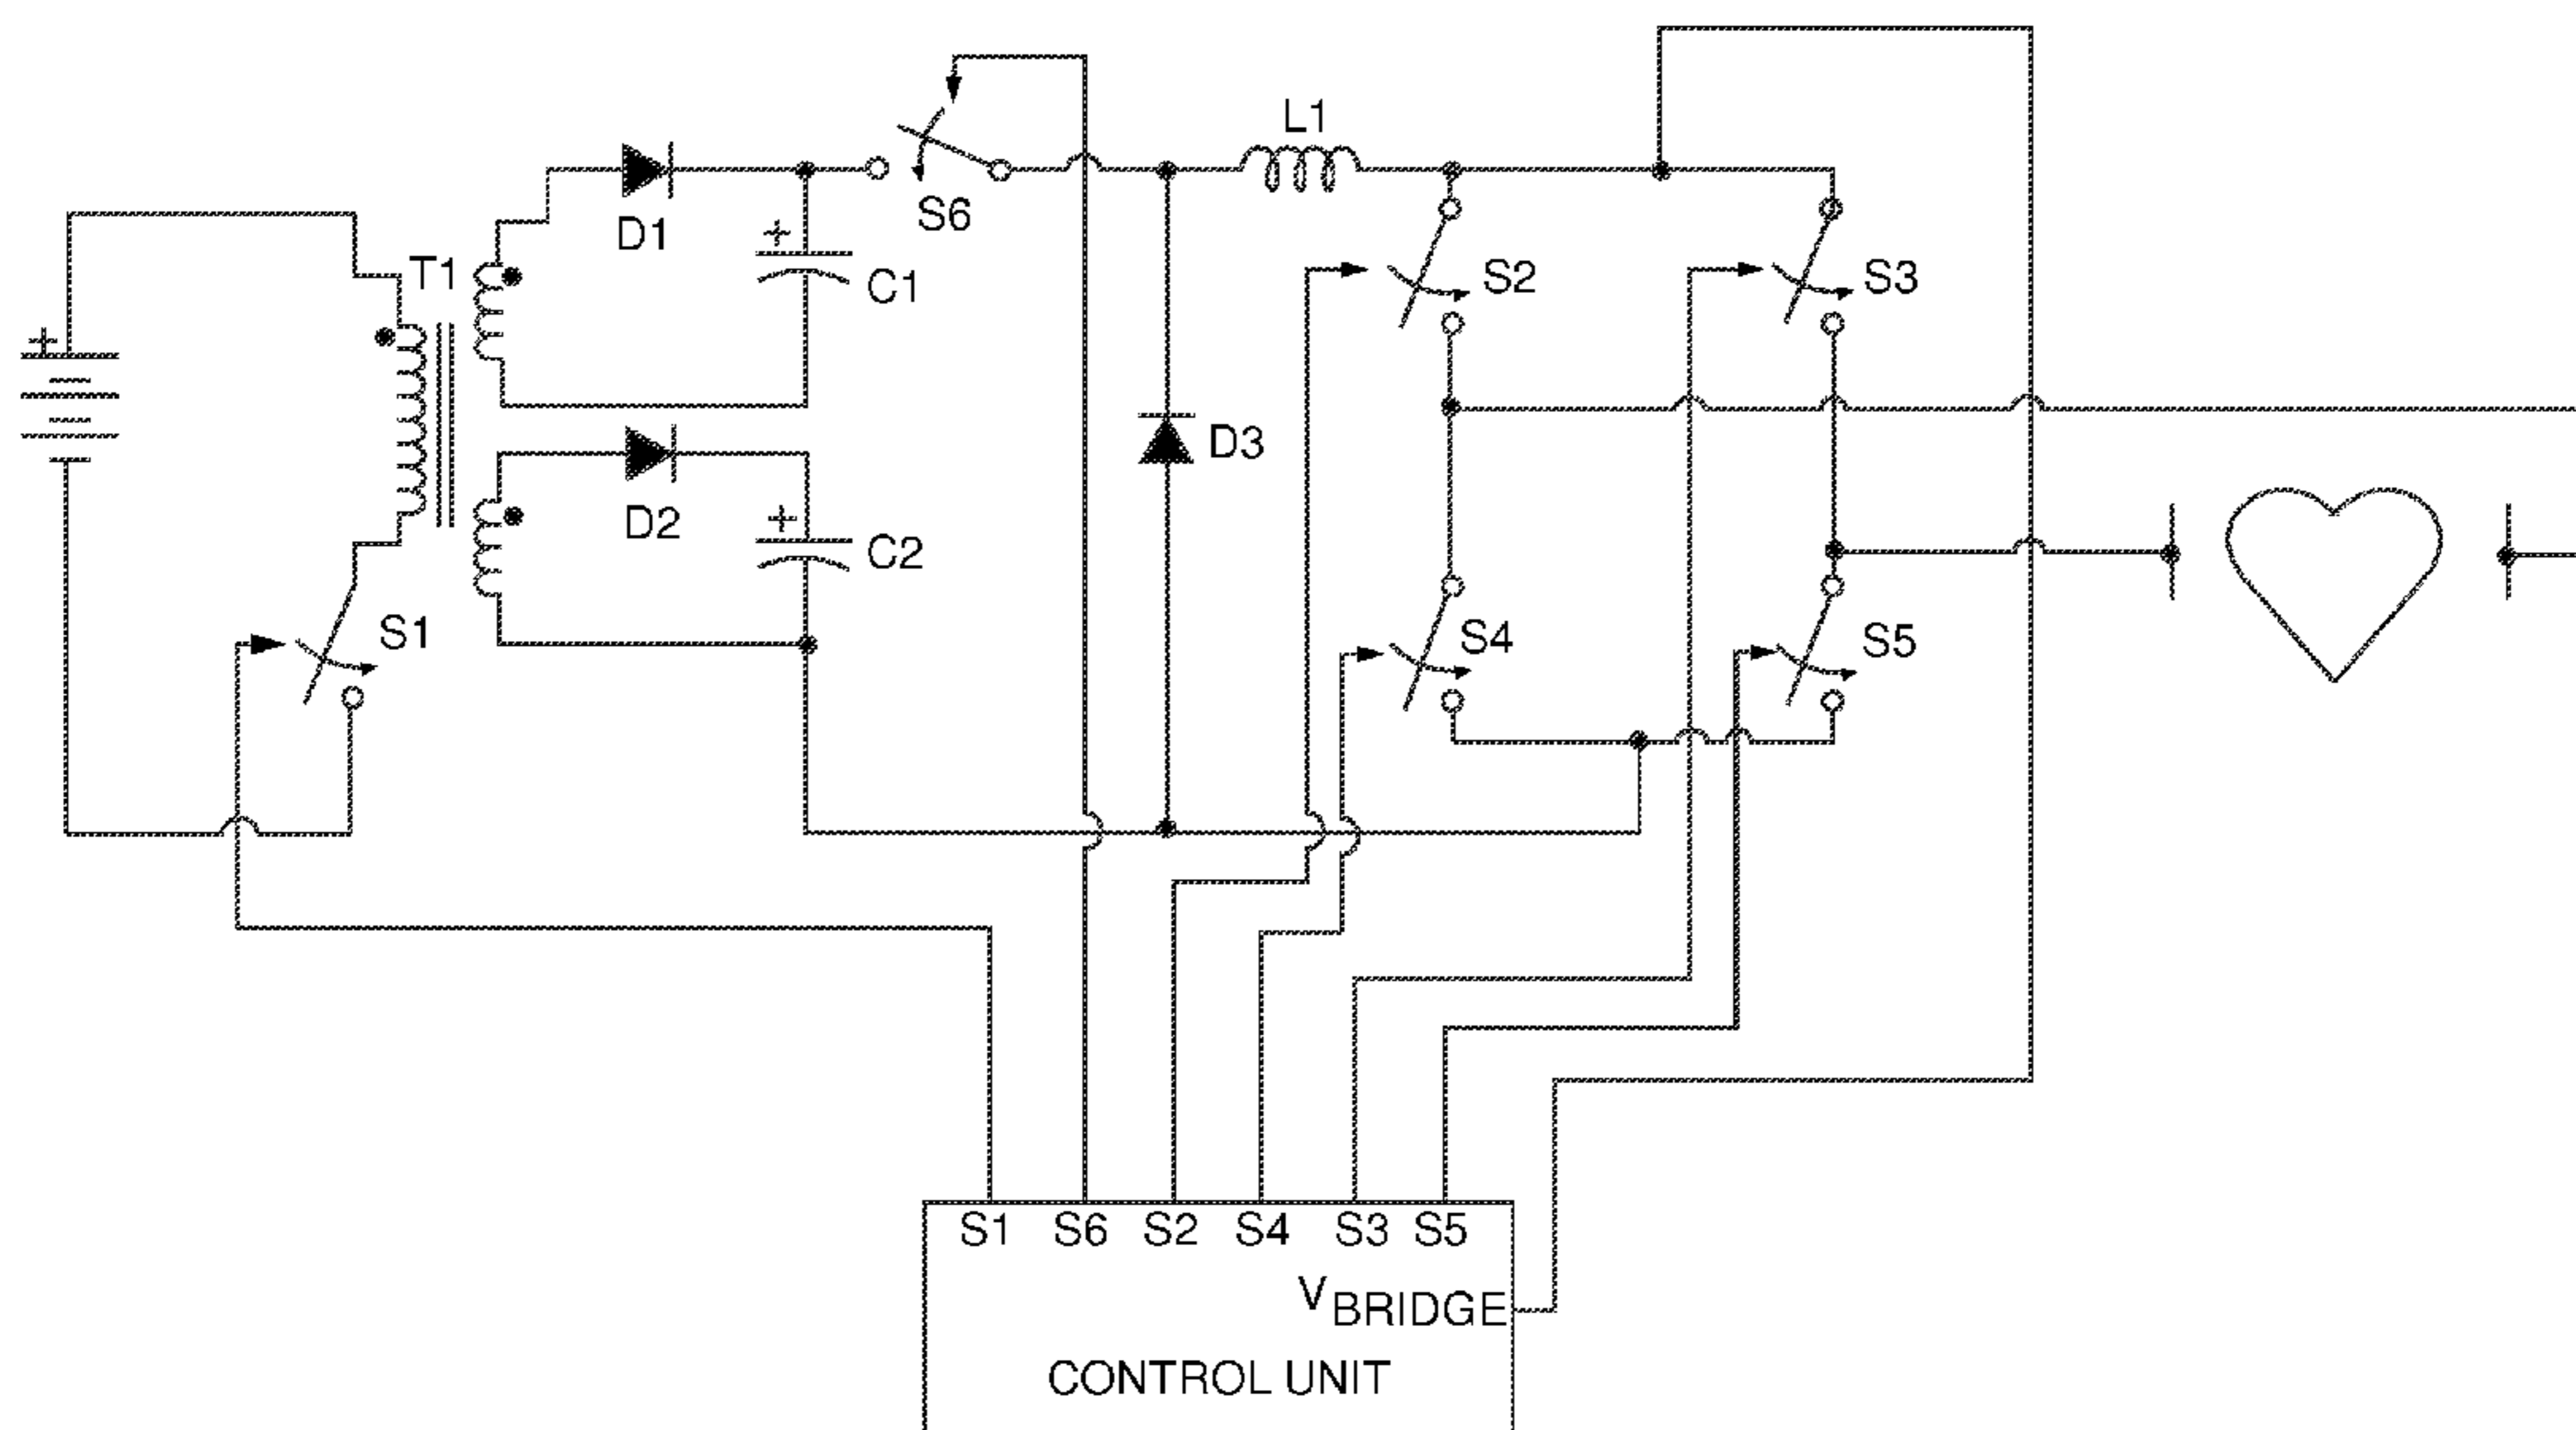 L1
D1
S6
T1
C1
S2
S3
+
+
D3
D2
+
C2
S1
S4
S5
S1 S6 S2 S4 S3 S5
VBRIDGE
CONTROL UNIT